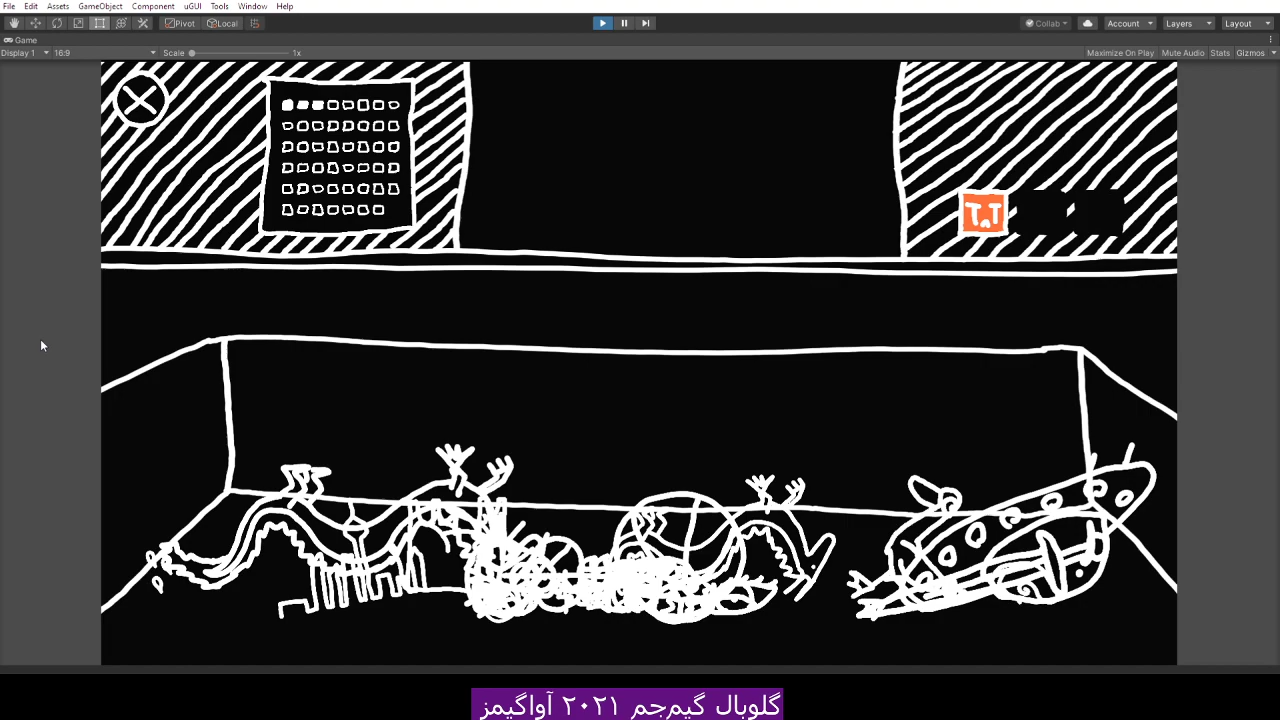 File Edit Assets GameObject Component uGUI Tools Window Help
Pivot Local Collab Account Layers Layout
Game
Display 1 16:9 Scale 1x Maximize On Play Mute Audio Stats Gizmos
T T
گلوبال گیم‌جم ۲۰۲۱ آواگیمز